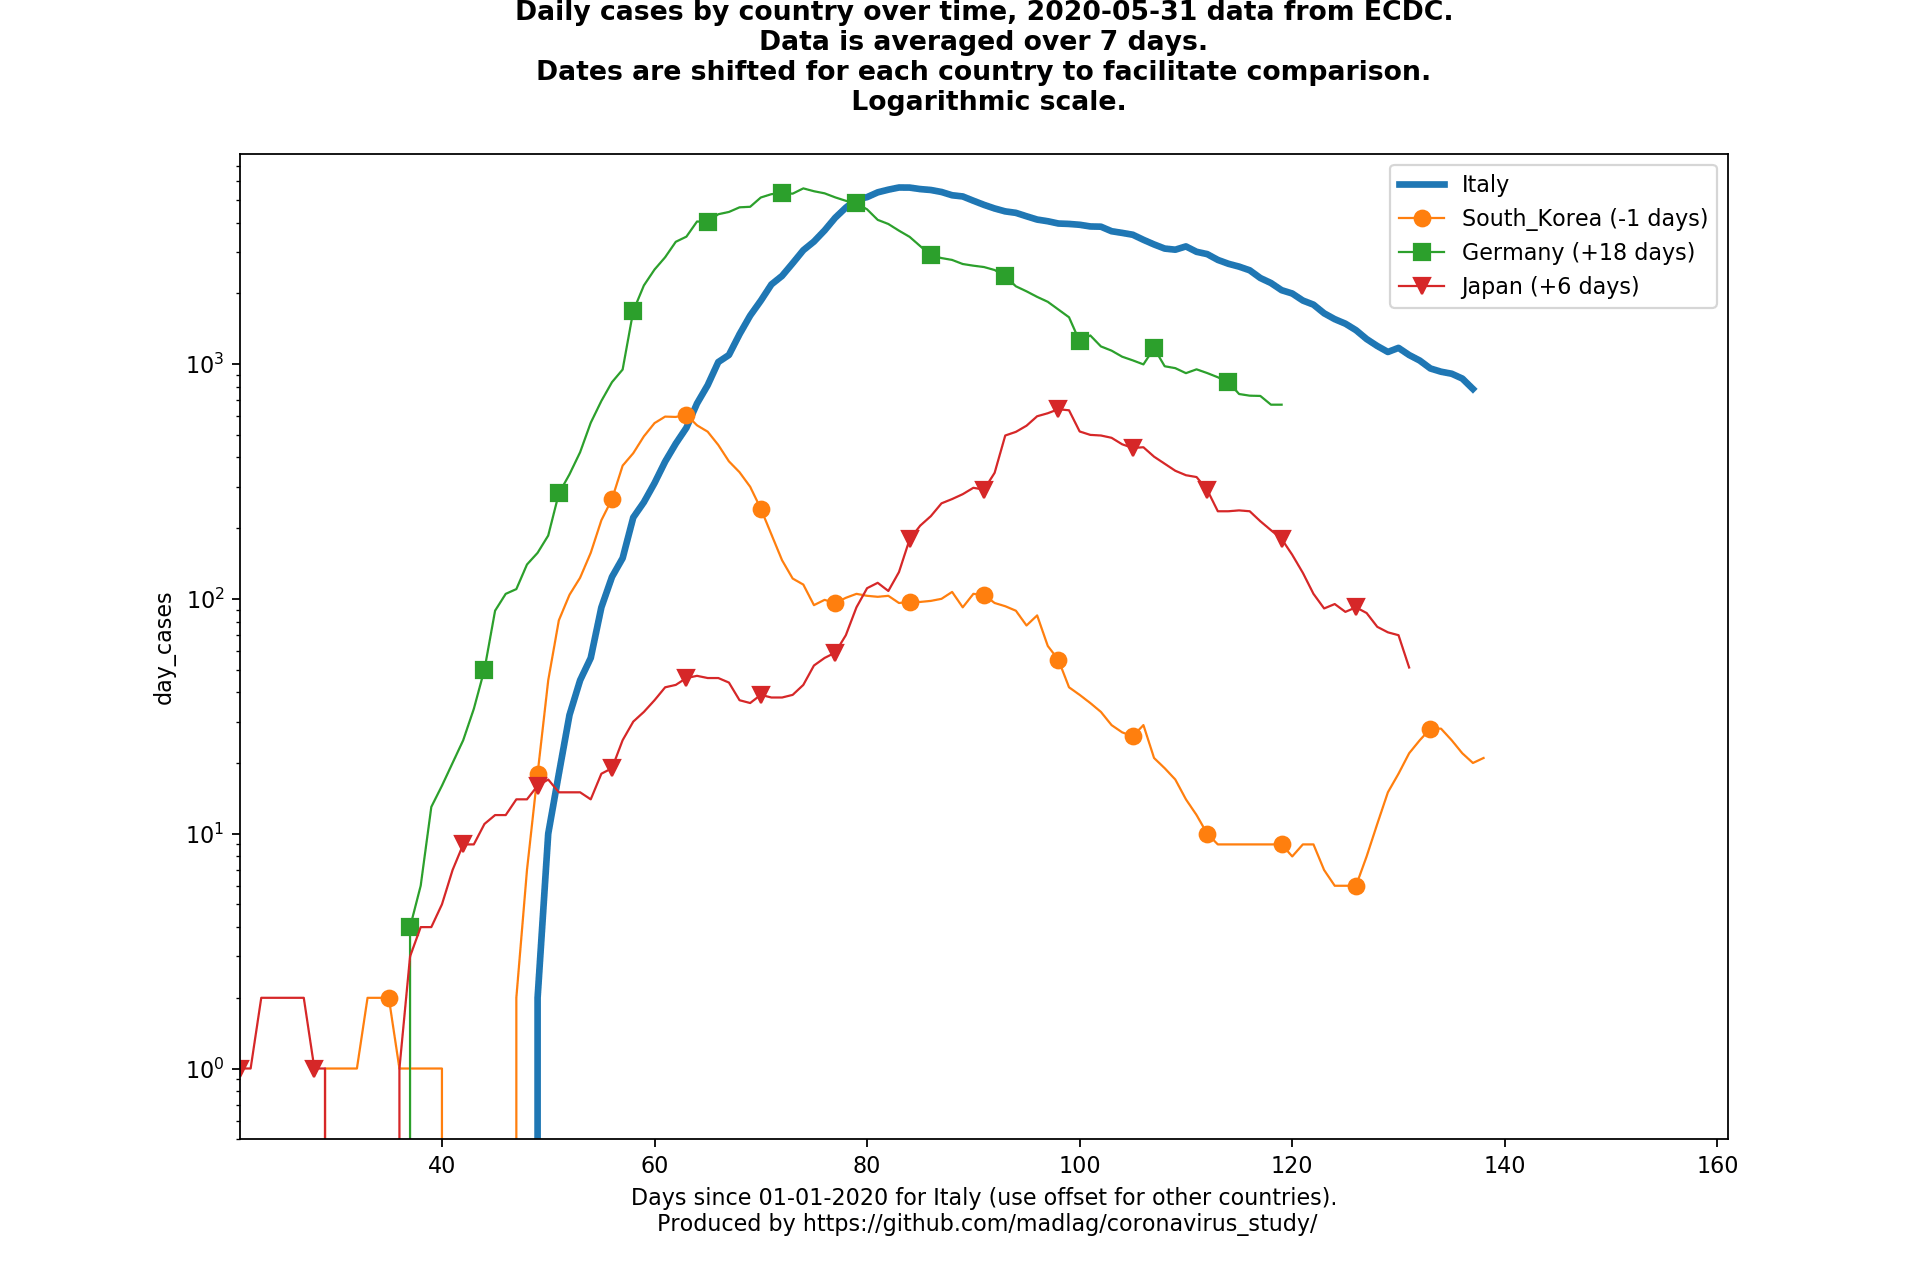 Daily cases by country over time, 2020-05-31 data from ECDC.
Data is averaged over 7 days.
Dates are shifted for each country to facilitate comparison.
Logarithmic scale.
Italy
South_Korea (-1 days)
Germany (+18 days)
Japan (+6 days)
day_cases
10³
10²
10¹
10⁰
40 60 80 100 120 140 160
Days since 01-01-2020 for Italy (use offset for other countries).
Produced by https://github.com/madlag/coronavirus_study/